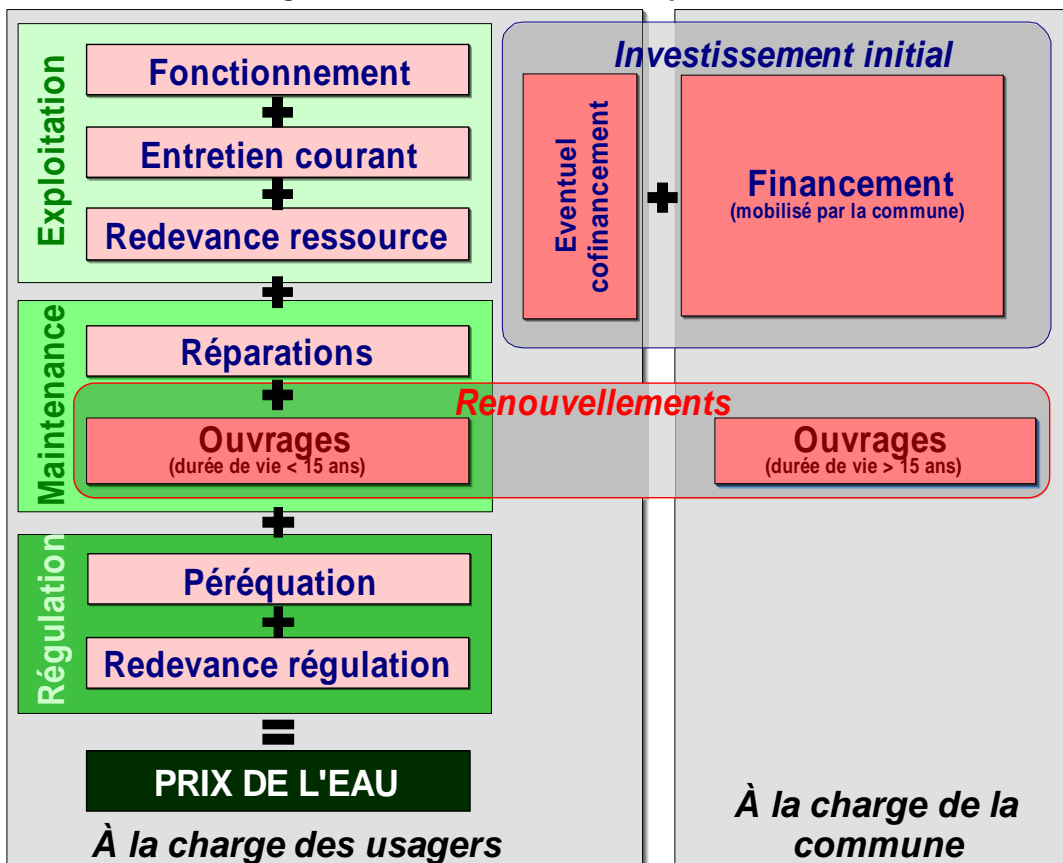 Exploitation
Fonctionnement
+
Entretien courant
+
Redevance ressource
+
Maintenance
Réparations
+
Ouvrages
(durée de vie < 15 ans)
+
Régulation
Péréquation
+
Redevance régulation
=
PRIX DE L'EAU
À la charge des usagers
Investissement initial
Eventuel
cofinancement
+
Financement
(mobilisé par la commune)
Renouvellements
Ouvrages
(durée de vie > 15 ans)
À la charge de la
commune